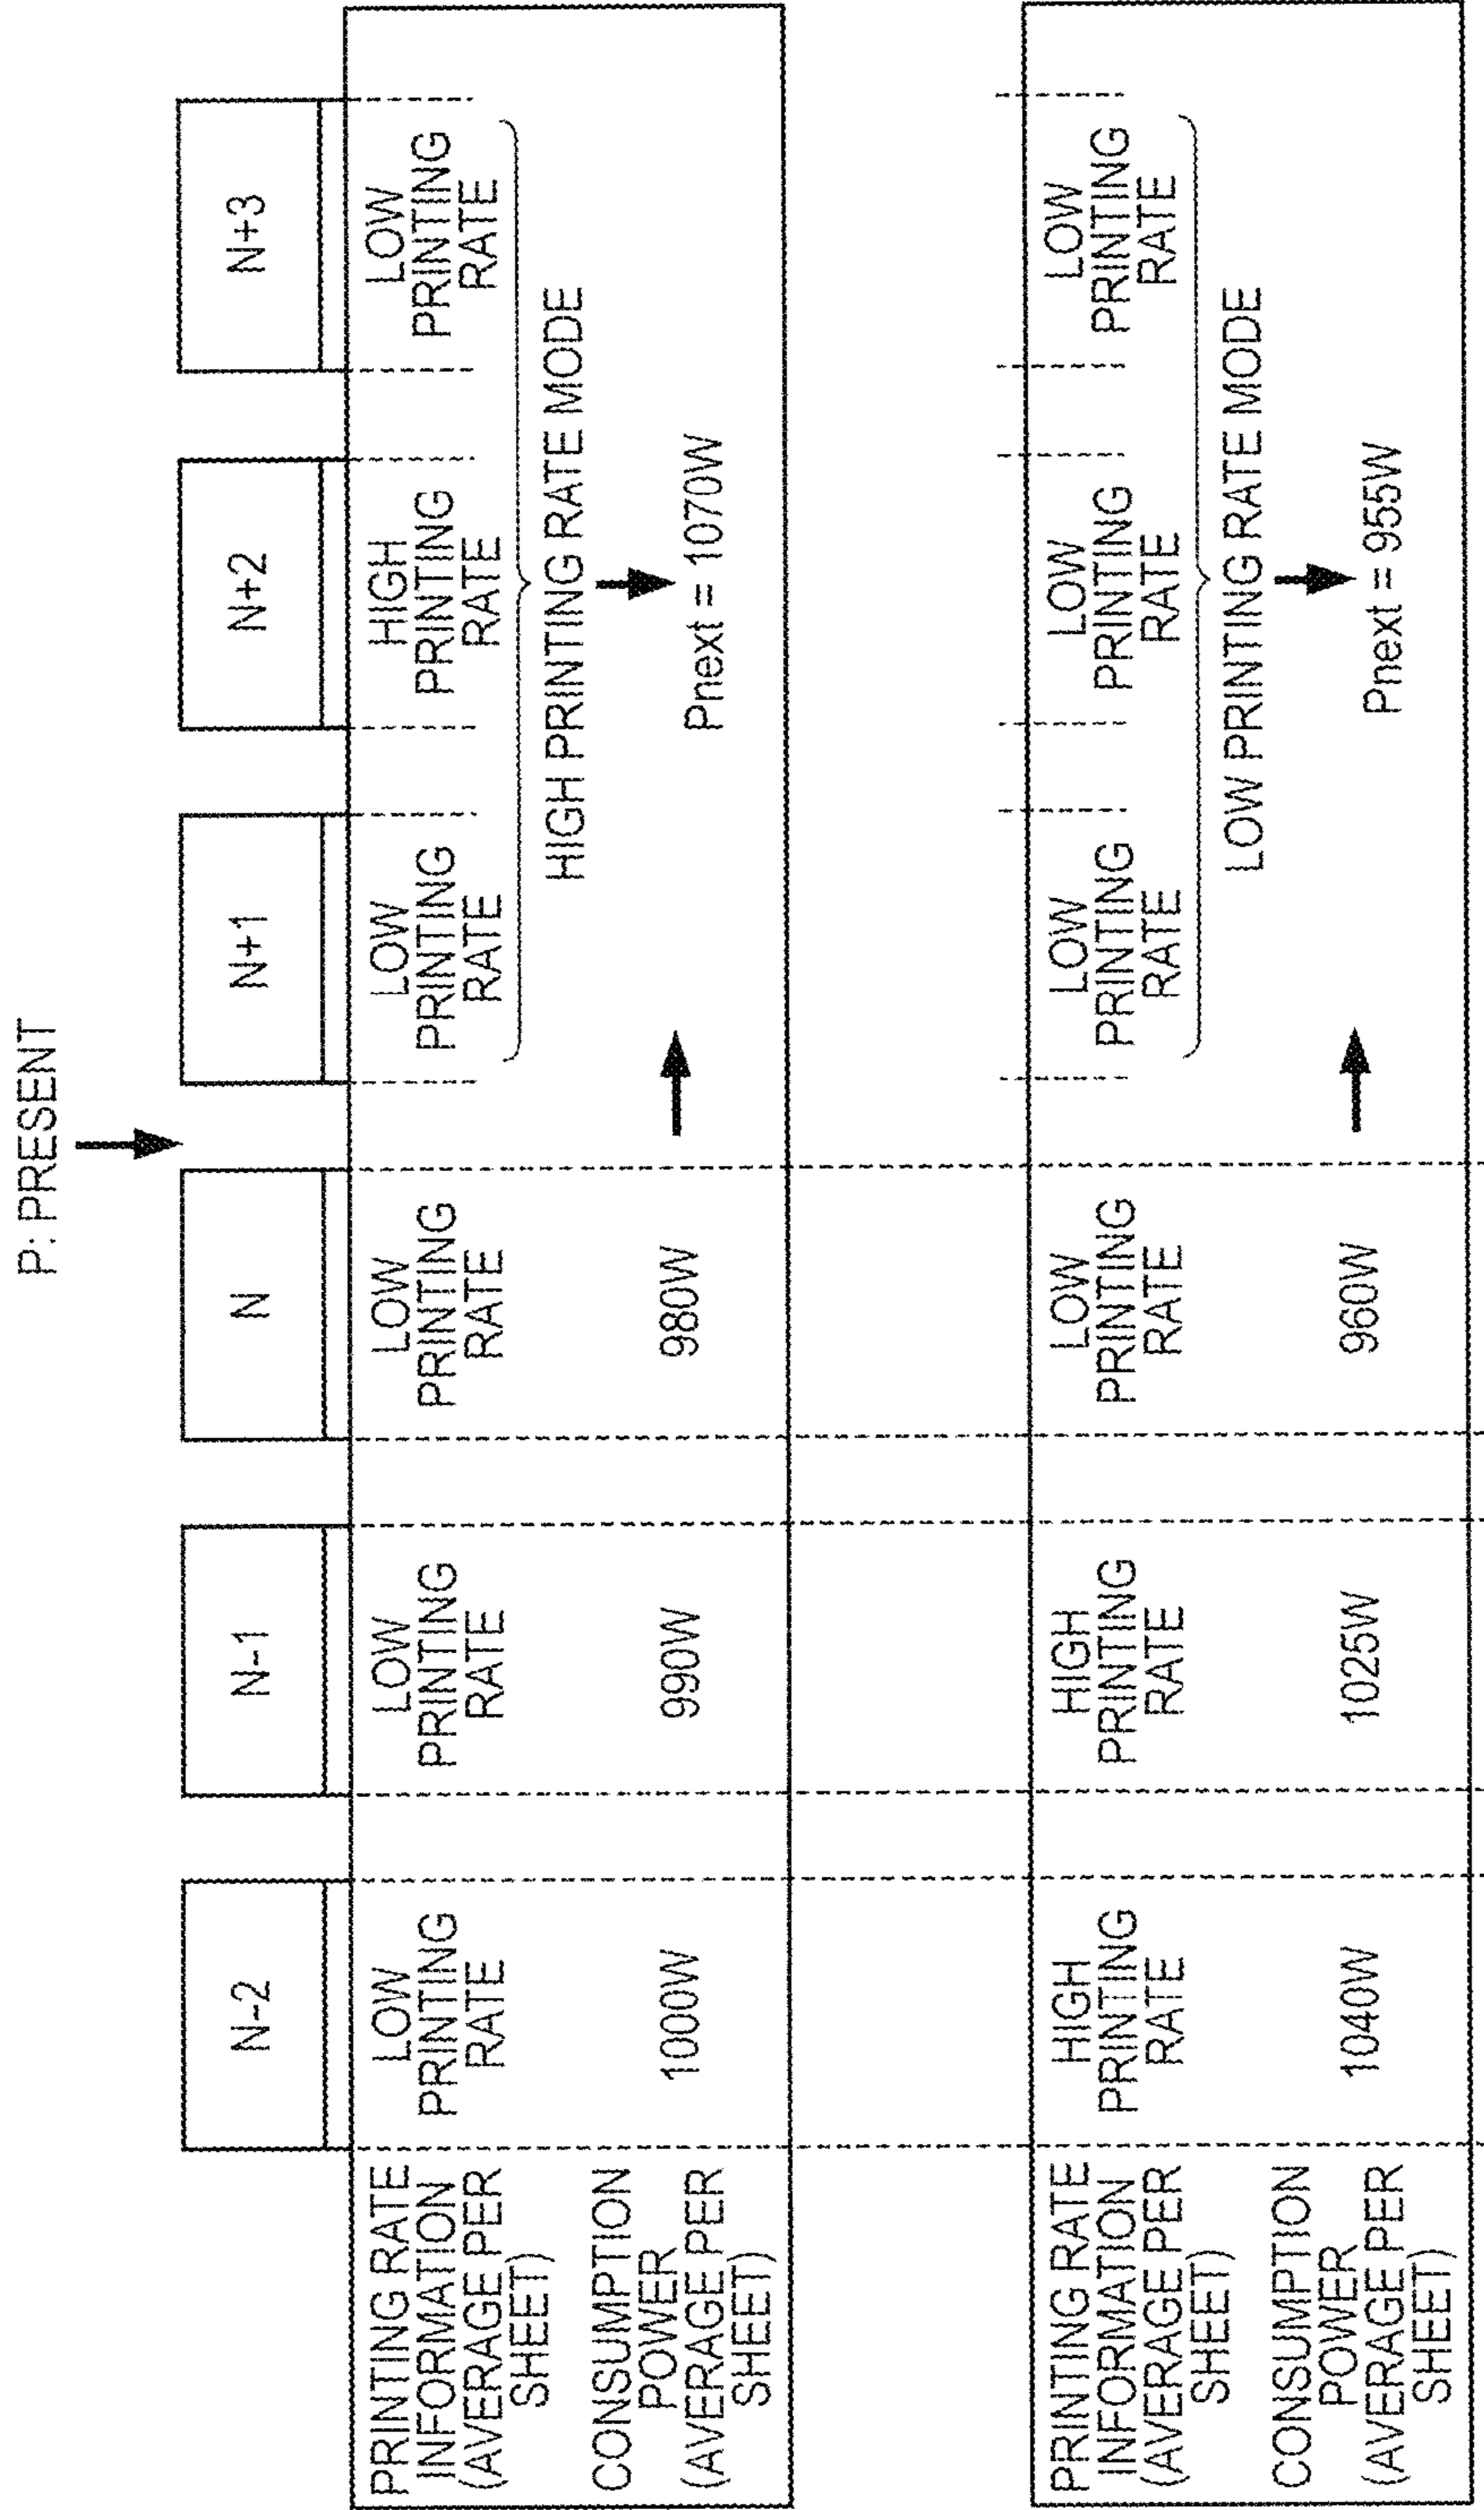 P: PRESENT
N-2
N-1
N
N+1
N+2
N+3
PRINTING RATE
INFORMATION
(AVERAGE PER
SHEET)
LOW
PRINTING
RATE
LOW
PRINTING
RATE
LOW
PRINTING
RATE
LOW
PRINTING
RATE
HIGH
PRINTING
RATE
LOW
PRINTING
RATE
HIGH PRINTING RATE MODE
CONSUMPTION
POWER
(AVERAGE PER
SHEET)
1000W
990W
980W
Pnext = 1070W
PRINTING RATE
INFORMATION
(AVERAGE PER
SHEET)
HIGH
PRINTING
RATE
HIGH
PRINTING
RATE
LOW
PRINTING
RATE
LOW
PRINTING
RATE
LOW
PRINTING
RATE
LOW
PRINTING
RATE
LOW PRINTING RATE MODE
CONSUMPTION
POWER
(AVERAGE PER
SHEET)
1040W
1025W
960W
Pnext = 955W